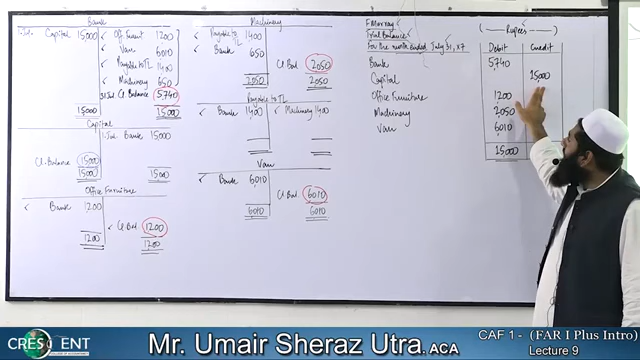 Bank
1-Jul Capital 15000 ✓ Off. Furnit 1200
✓ Van 6010
✓ Payable to TL 1400
✓ Machinery 650
31 Jul Cl. Balance 5740
15000 15000
Capital
1-Jul Bank 15000
Cl. Balance 15000
15000 15000
Office Furniture
✓ Bank 1200
✓ Cl. Bal 1200
1200 1200
Machinery
✓ Payable to TL 1400
✓ Bank 650
Cl. Bal 2050
2050 2050
Payable to TL
✓ Bank 1400 ✓ Machinery 1400
Van
✓ Bank 6010
Cl. Bal 6010
6010 6010
Trial Balance
For the month Ended July 31, X7
(Rupees)
Debit Credit
Bank 5740
Capital 15000
Office Furniture 1200
Machinery 2050
Van 6010
15000
CRESCENT
COLLEGE OF ACCOUNTANCY
Mr. Umair Sheraz Utra. ACA
CAF 1 - (FAR I Plus Intro)
Lecture 9